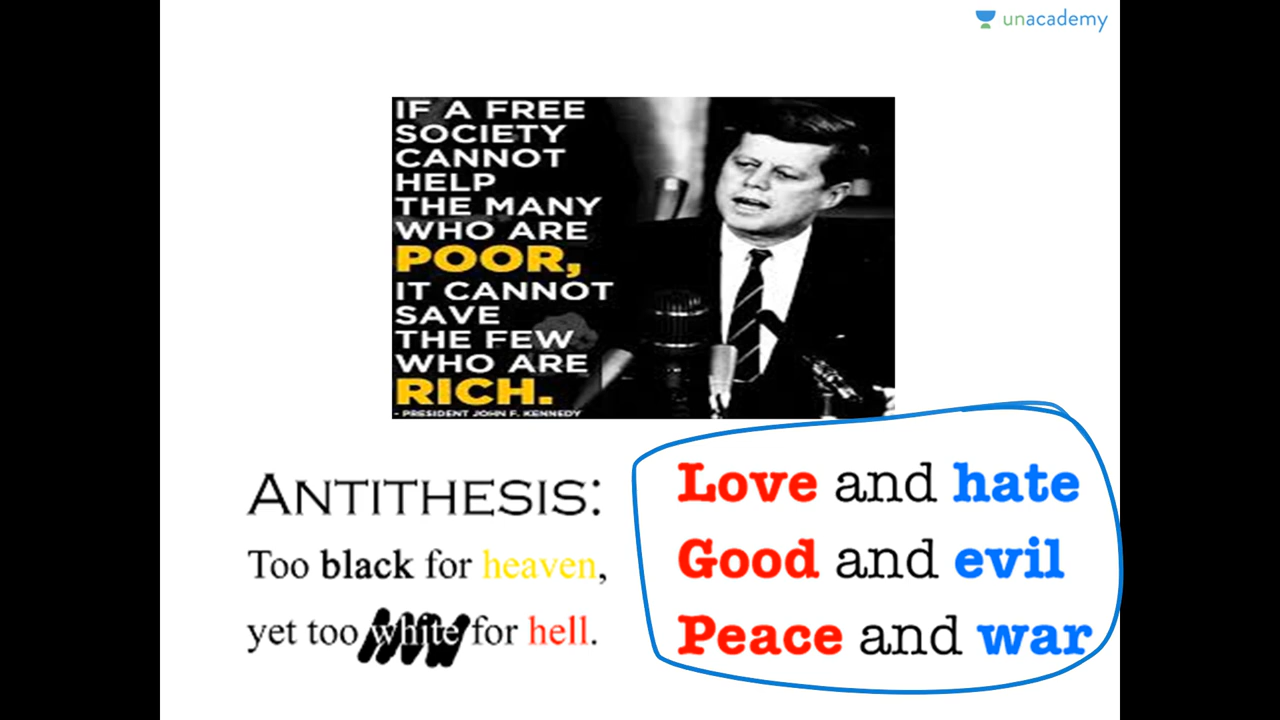 unacademy
IF A FREE
SOCIETY
CANNOT
HELP
THE MANY
WHO ARE
POOR,
IT CANNOT
SAVE
THE FEW
WHO ARE
RICH.
- PRESIDENT JOHN F. KENNEDY
ANTITHESIS:
Too black for heaven,
yet too white for hell.
Love and hate
Good and evil
Peace and war